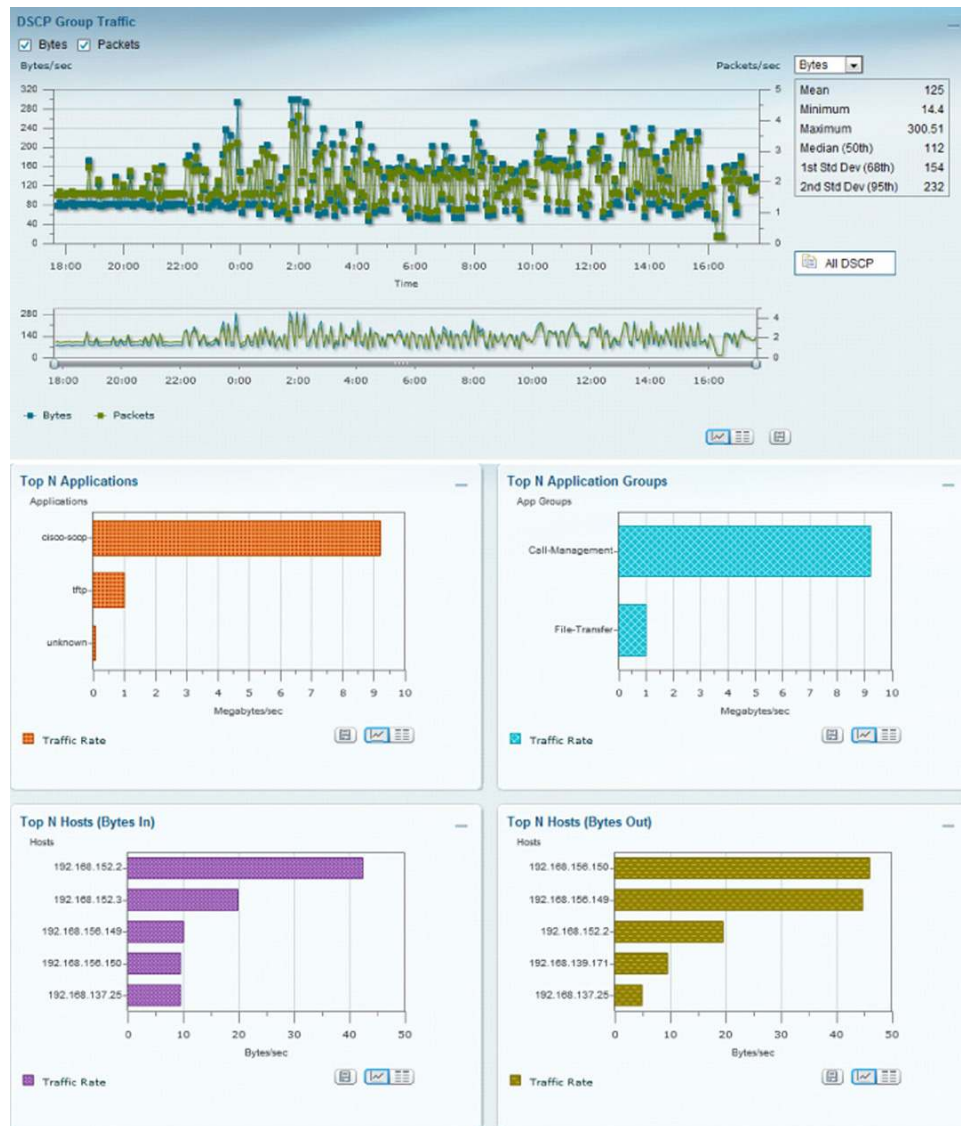 DSCP Group Traffic
Bytes Packets
Bytes/sec
Packets/sec
Bytes
320
280
240
200
160
120
80
40
0
5
4
3
2
1
0
Mean 125
Minimum 14.4
Maximum 300.51
Median (50th) 112
1st Std Dev (68th) 154
2nd Std Dev (95th) 232
18:00 20:00 22:00 0:00 2:00 4:00 6:00 8:00 10:00 12:00 14:00 16:00
Time
All DSCP
280
140
0
4
2
0
18:00 20:00 22:00 0:00 2:00 4:00 6:00 8:00 10:00 12:00 14:00 16:00
Bytes Packets
Top N Applications
Applications
cisco-sccp
tftp
unknown
0 1 2 3 4 5 6 7 8 9 10
Megabytes/sec
Traffic Rate
Top N Application Groups
App Groups
Call-Management
File-Transfer
0 1 2 3 4 5 6 7 8 9 10
Megabytes/sec
Traffic Rate
Top N Hosts (Bytes In)
Hosts
192.168.152.2
192.168.152.3
192.168.156.149
192.168.156.150
192.168.137.25
0 10 20 30 40 50
Bytes/sec
Traffic Rate
Top N Hosts (Bytes Out)
Hosts
192.168.156.150
192.168.156.149
192.168.152.2
192.168.139.171
192.168.137.25
0 10 20 30 40 50
Bytes/sec
Traffic Rate